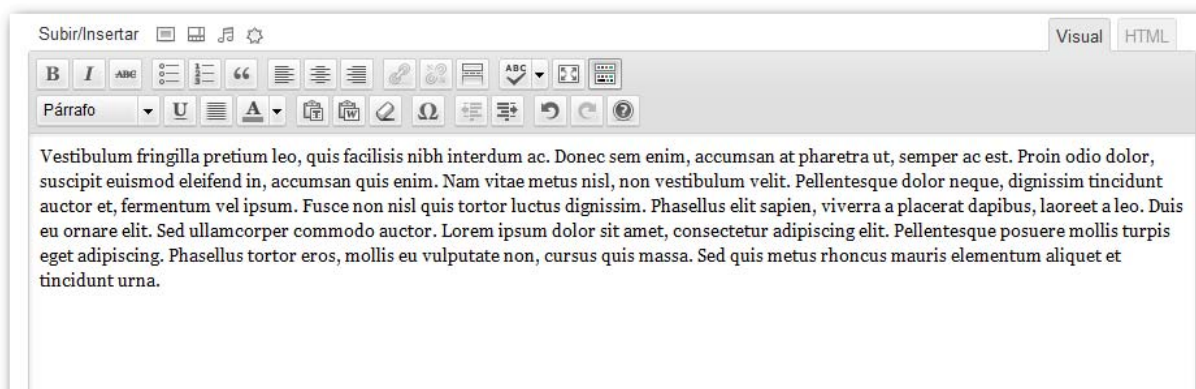 Subir/Insertar
Visual HTML
B I ABC ABC
Párrafo U A T W Ω
Vestibulum fringilla pretium leo, quis facilisis nibh interdum ac. Donec sem enim, accumsan at pharetra ut, semper ac est. Proin odio dolor,
suscipit euismod eleifend in, accumsan quis enim. Nam vitae metus nisl, non vestibulum velit. Pellentesque dolor neque, dignissim tincidunt
auctor et, fermentum vel ipsum. Fusce non nisl quis tortor luctus dignissim. Phasellus elit sapien, viverra a placerat dapibus, laoreet a leo. Duis
eu ornare elit. Sed ullamcorper commodo auctor. Lorem ipsum dolor sit amet, consectetur adipiscing elit. Pellentesque posuere mollis turpis
eget adipiscing. Phasellus tortor eros, mollis eu vulputate non, cursus quis massa. Sed quis metus rhoncus mauris elementum aliquet et
tincidunt urna.